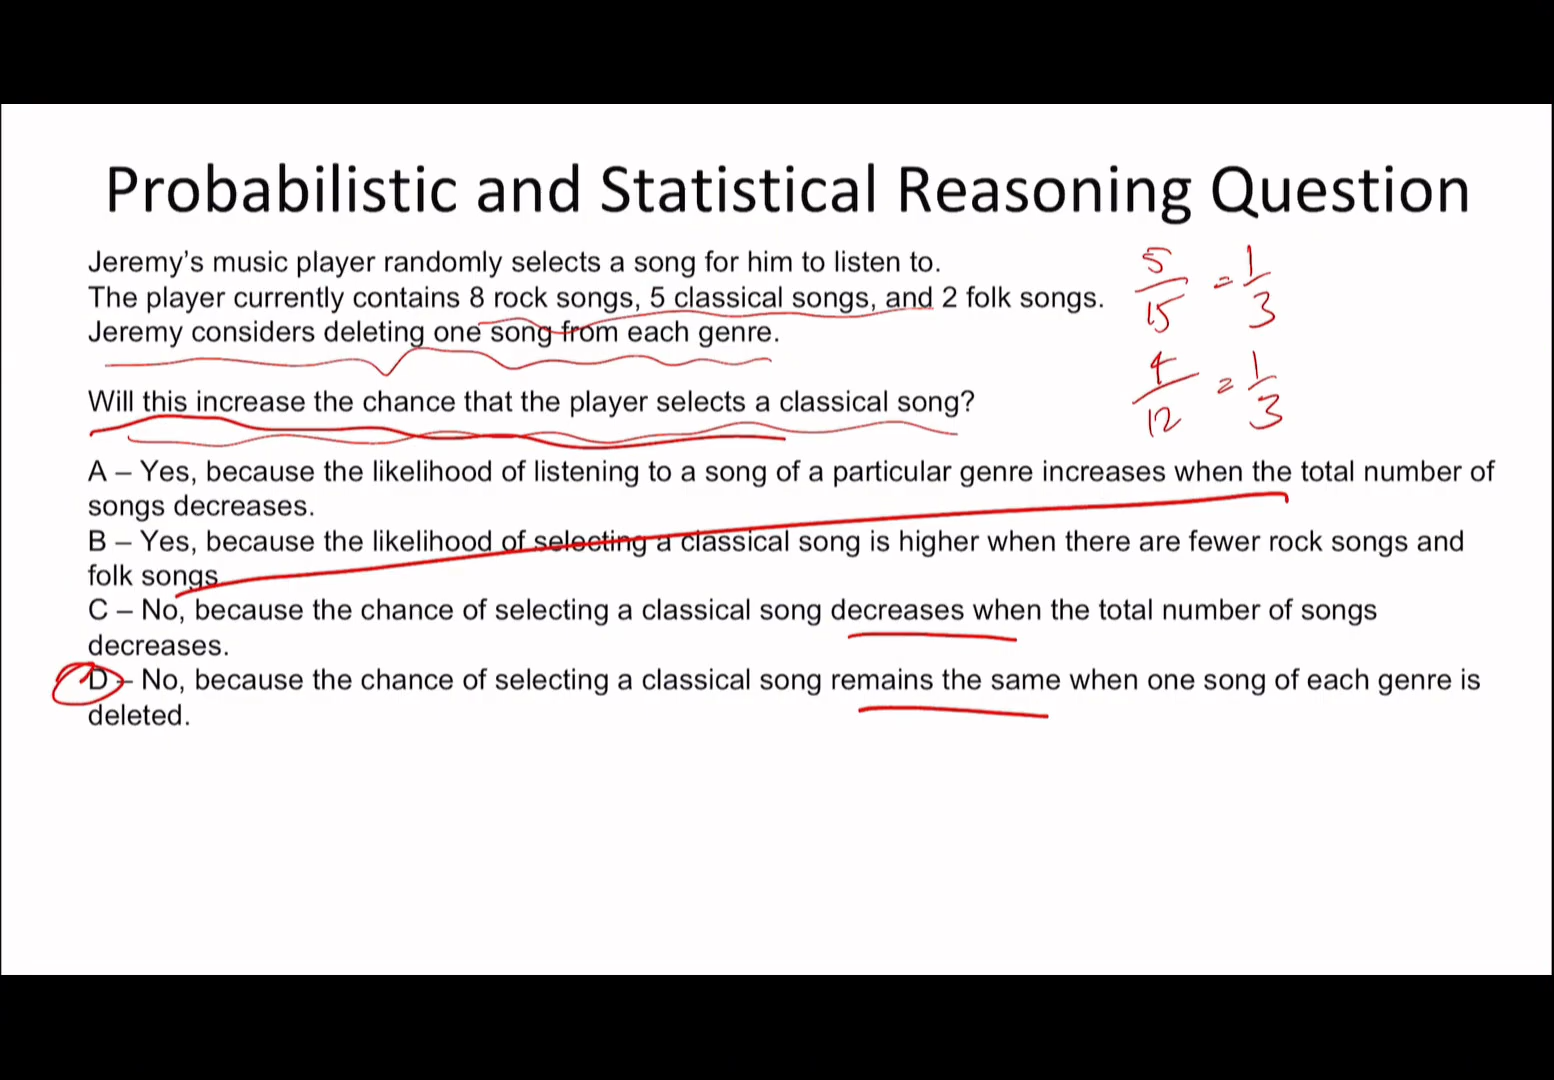 Probabilistic and Statistical Reasoning Question
Jeremy’s music player randomly selects a song for him to listen to.
The player currently contains 8 rock songs, 5 classical songs, and 2 folk songs.
Jeremy considers deleting one song from each genre.
5/15 = 1/3
4/12 = 1/3
Will this increase the chance that the player selects a classical song?
A – Yes, because the likelihood of listening to a song of a particular genre increases when the total number of
songs decreases.
B – Yes, because the likelihood of selecting a classical song is higher when there are fewer rock songs and
folk songs
C – No, because the chance of selecting a classical song decreases when the total number of songs
decreases.
D – No, because the chance of selecting a classical song remains the same when one song of each genre is
deleted.